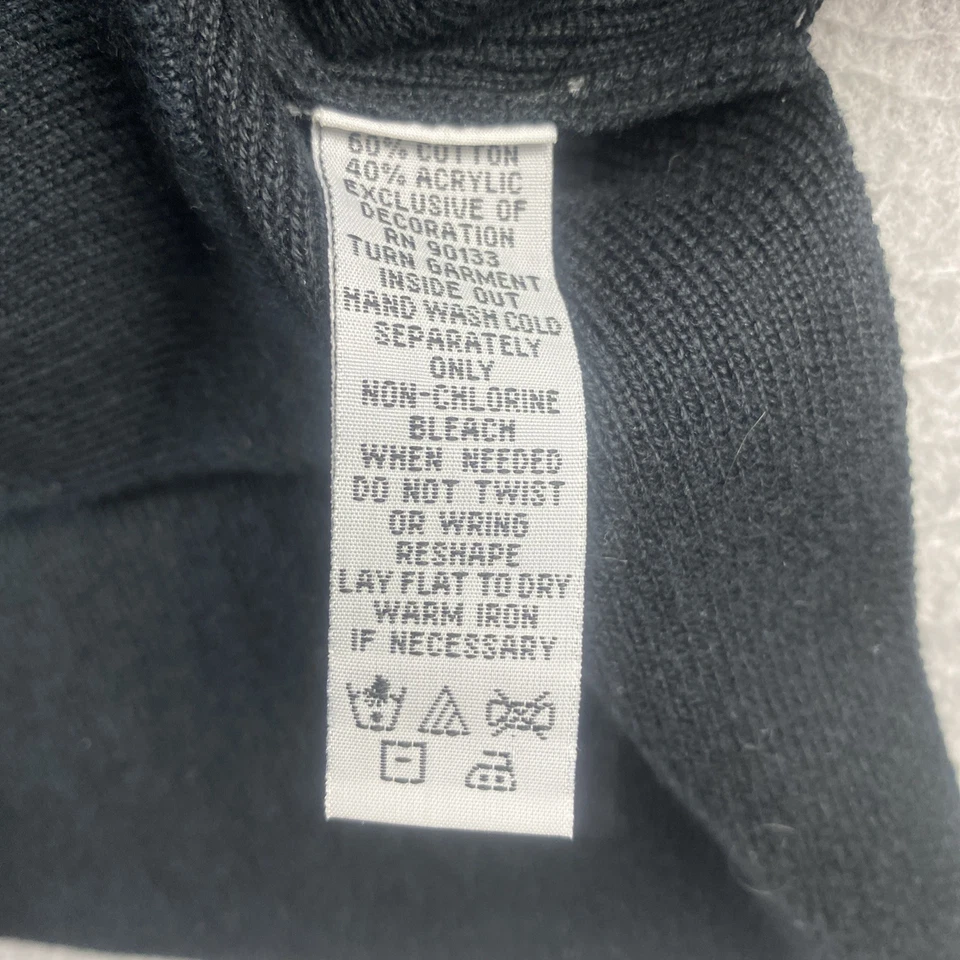 60% COTTON
40% ACRYLIC
EXCLUSIVE OF
DECORATION
RN 90133
TURN GARMENT
INSIDE OUT
HAND WASH COLD
SEPARATELY
ONLY
NON-CHLORINE
BLEACH
WHEN NEEDED
DO NOT TWIST
OR WRING
RESHAPE
LAY FLAT TO DRY
WARM IRON
IF NECESSARY